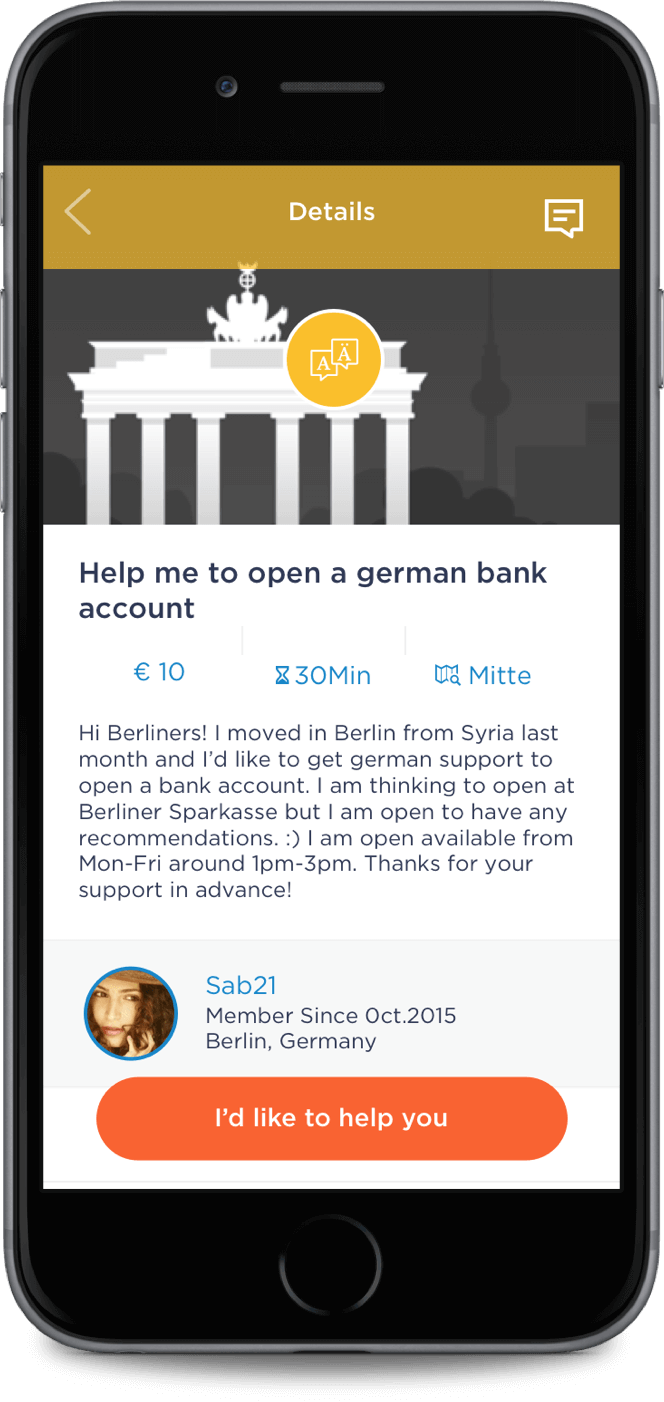 Details
A Ä
Help me to open a german bank
account
€ 10
30Min
Mitte
Hi Berliners! I moved in Berlin from Syria last
month and I’d like to get german support to
open a bank account. I am thinking to open at
Berliner Sparkasse but I am open to have any
recommendations. :) I am open available from
Mon-Fri around 1pm-3pm. Thanks for your
support in advance!
Sab21
Member Since Oct.2015
Berlin, Germany
I’d like to help you